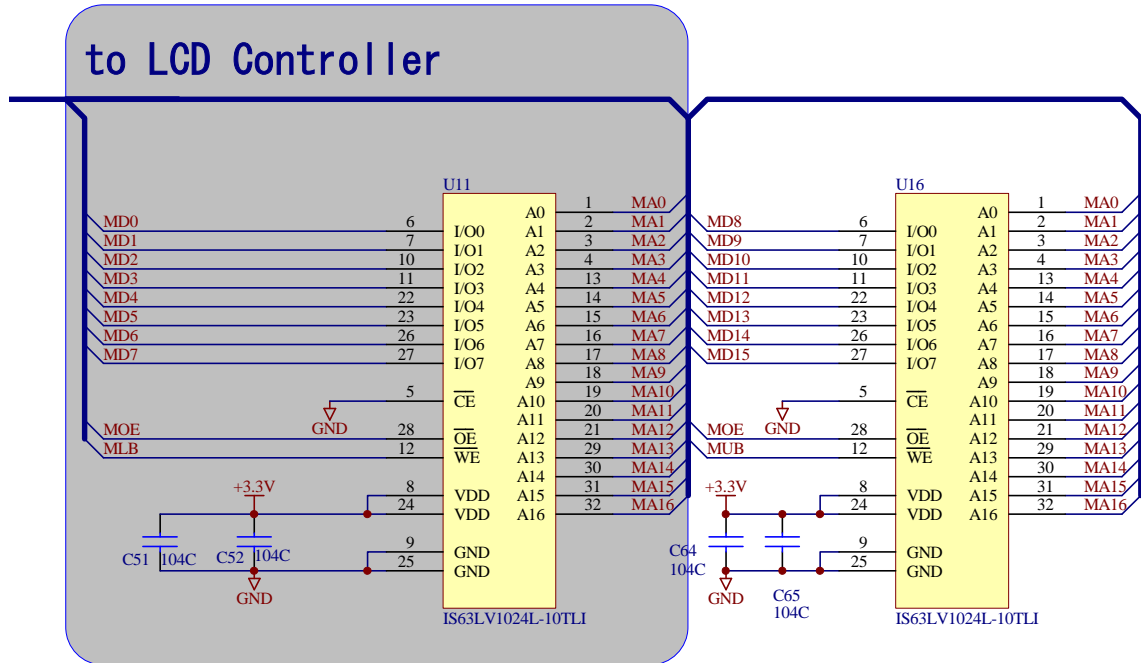 to LCD Controller
U11
U16
A0 1 MA0
A0 1 MA0
MD0 6 I/O0 A1 2 MA1
MD8 6 I/O0 A1 2 MA1
MD1 7 I/O1 A2 3 MA2
MD9 7 I/O1 A2 3 MA2
MD2 10 I/O2 A3 4 MA3
MD10 10 I/O2 A3 4 MA3
MD3 11 I/O3 A4 13 MA4
MD11 11 I/O3 A4 13 MA4
MD4 22 I/O4 A5 14 MA5
MD12 22 I/O4 A5 14 MA5
MD5 23 I/O5 A6 15 MA6
MD13 23 I/O5 A6 15 MA6
MD6 26 I/O6 A7 16 MA7
MD14 26 I/O6 A7 16 MA7
MD7 27 I/O7 A8 17 MA8
MD15 27 I/O7 A8 17 MA8
A9 18 MA9
A9 18 MA9
5 CE A10 19 MA10
5 CE A10 19 MA10
GND A11 20 MA11
GND A11 20 MA11
MOE 28 OE A12 21 MA12
MOE 28 OE A12 21 MA12
MLB 12 WE A13 29 MA13
MUB 12 WE A13 29 MA13
A14 30 MA14
A14 30 MA14
+3.3V 8 VDD A15 31 MA15
+3.3V 8 VDD A15 31 MA15
24 VDD A16 32 MA16
24 VDD A16 32 MA16
C51 104C C52 104C 9 GND
C64 104C 9 GND
25 GND
25 GND
GND
GND
C65 104C
IS63LV1024L-10TLI
IS63LV1024L-10TLI